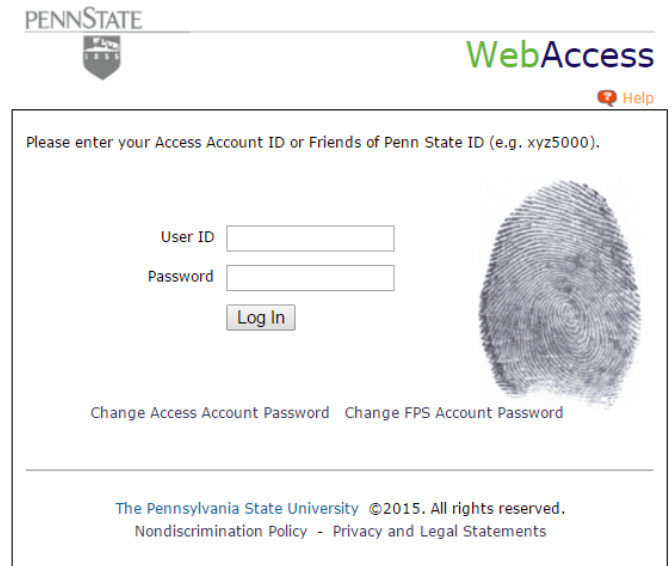 PENNSTATE
1855
WebAccess
Help
Please enter your Access Account ID or Friends of Penn State ID (e.g. xyz5000).
User ID
Password
Log In
Change Access Account Password Change FPS Account Password
The Pennsylvania State University ©2015. All rights reserved.
Nondiscrimination Policy - Privacy and Legal Statements